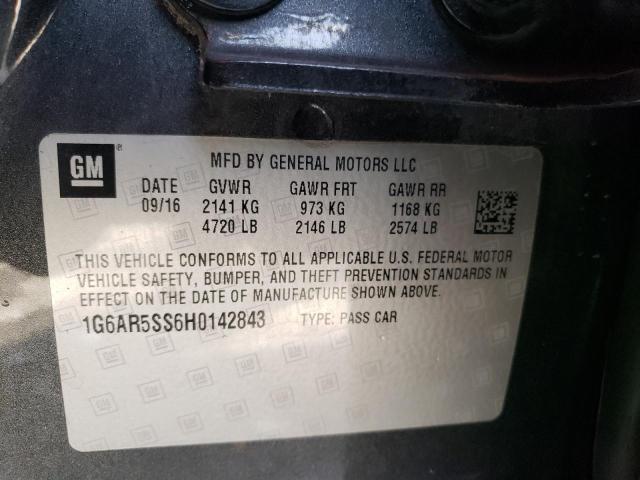 GM®
MFD BY GENERAL MOTORS LLC
DATE GVWR GAWR FRT GAWR RR
09/16 2141 KG 973 KG 1168 KG
4720 LB 2146 LB 2574 LB
THIS VEHICLE CONFORMS TO ALL APPLICABLE U.S. FEDERAL MOTOR
VEHICLE SAFETY, BUMPER, AND THEFT PREVENTION STANDARDS IN
EFFECT ON THE DATE OF MANUFACTURE SHOWN ABOVE.
1G6AR5SS6H0142843 TYPE: PASS CAR